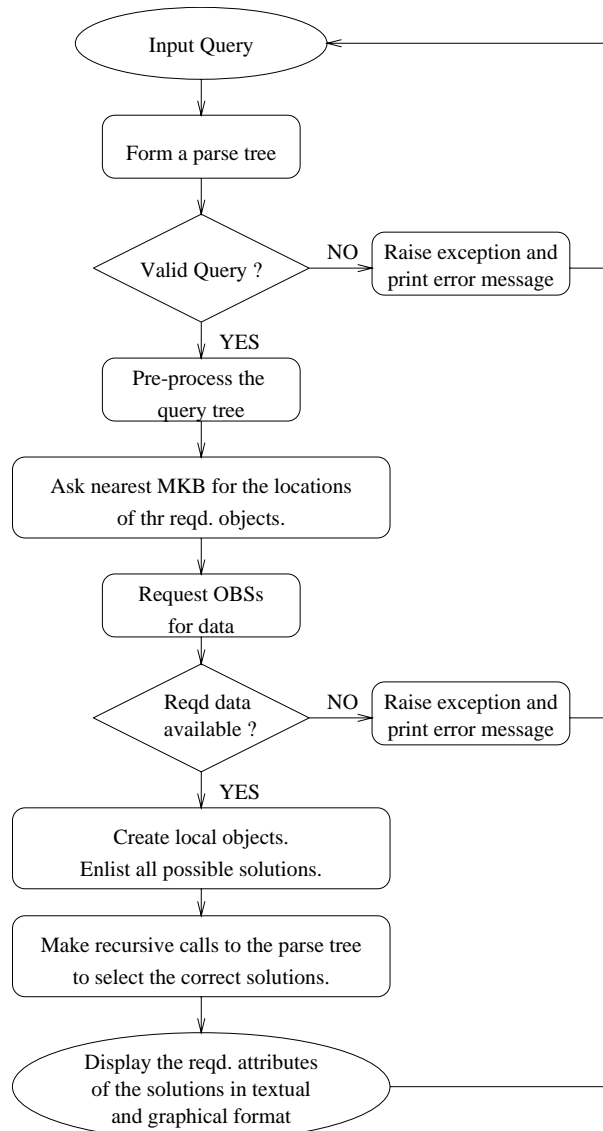 Input Query
Form a parse tree
Valid Query ?
NO
Raise exception and
print error message
YES
Pre-process the
query tree
Ask nearest MKB for the locations
of thr reqd. objects.
Request OBSs
for data
Reqd data
available ?
NO
Raise exception and
print error message
YES
Create local objects.
Enlist all possible solutions.
Make recursive calls to the parse tree
to select the correct solutions.
Display the reqd. attributes
of the solutions in textual
and graphical format